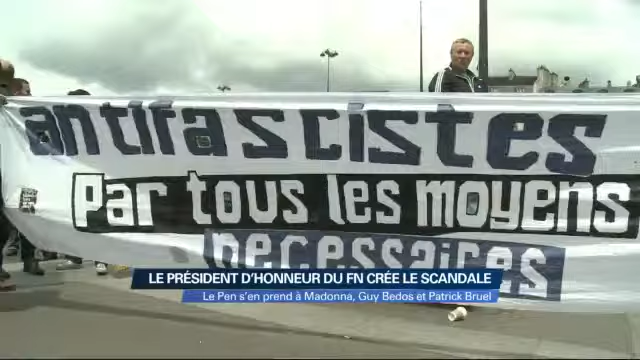 antifascistes
Par tous les moyens
necessaires
LE PRÉSIDENT D'HONNEUR DU FN CRÉE LE SCANDALE
Le Pen s'en prend à Madonna, Guy Bedos et Patrick Bruel